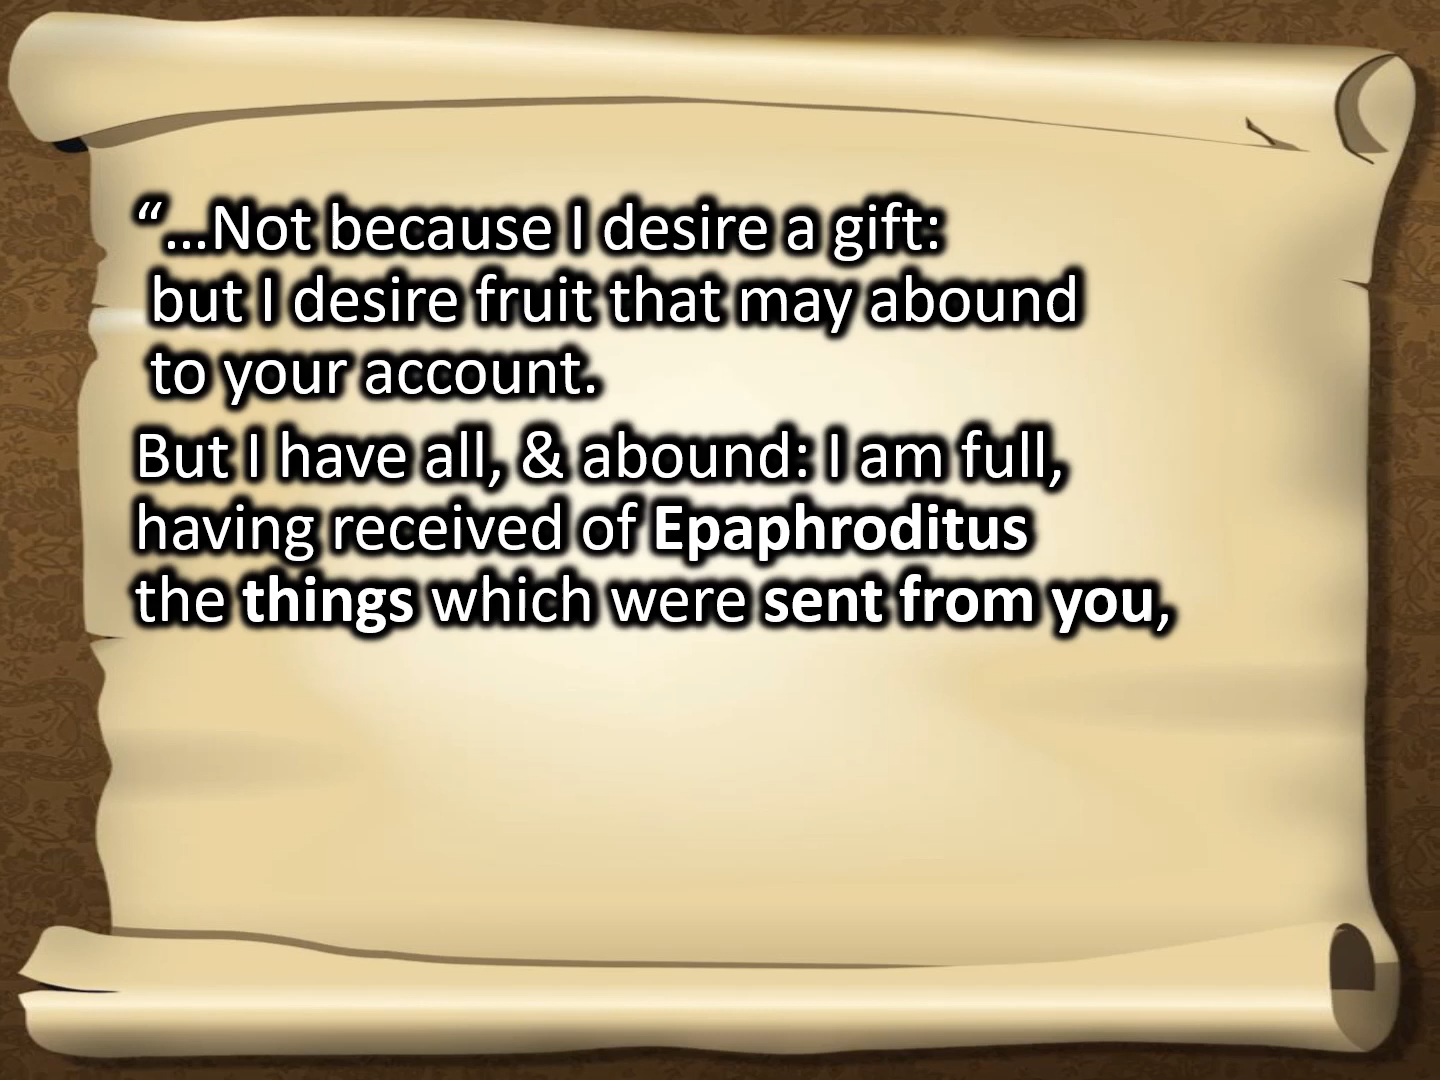 “…Not because I desire a gift:
but I desire fruit that may abound
to your account.
But I have all, & abound: I am full,
having received of Epaphroditus
the things which were sent from you,